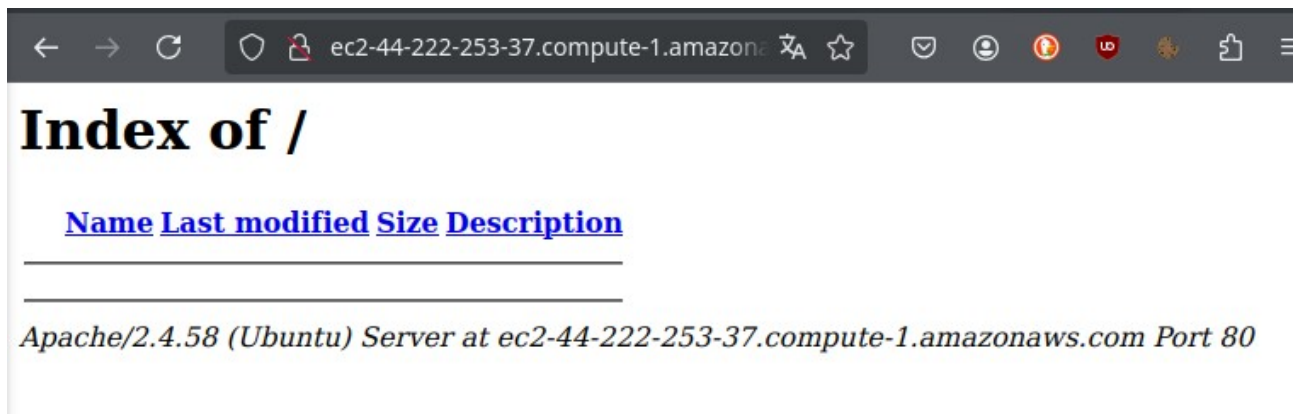 ec2-44-222-253-37.compute-1.amazon
Index of /
Name Last modified Size Description
Apache/2.4.58 (Ubuntu) Server at ec2-44-222-253-37.compute-1.amazonaws.com Port 80